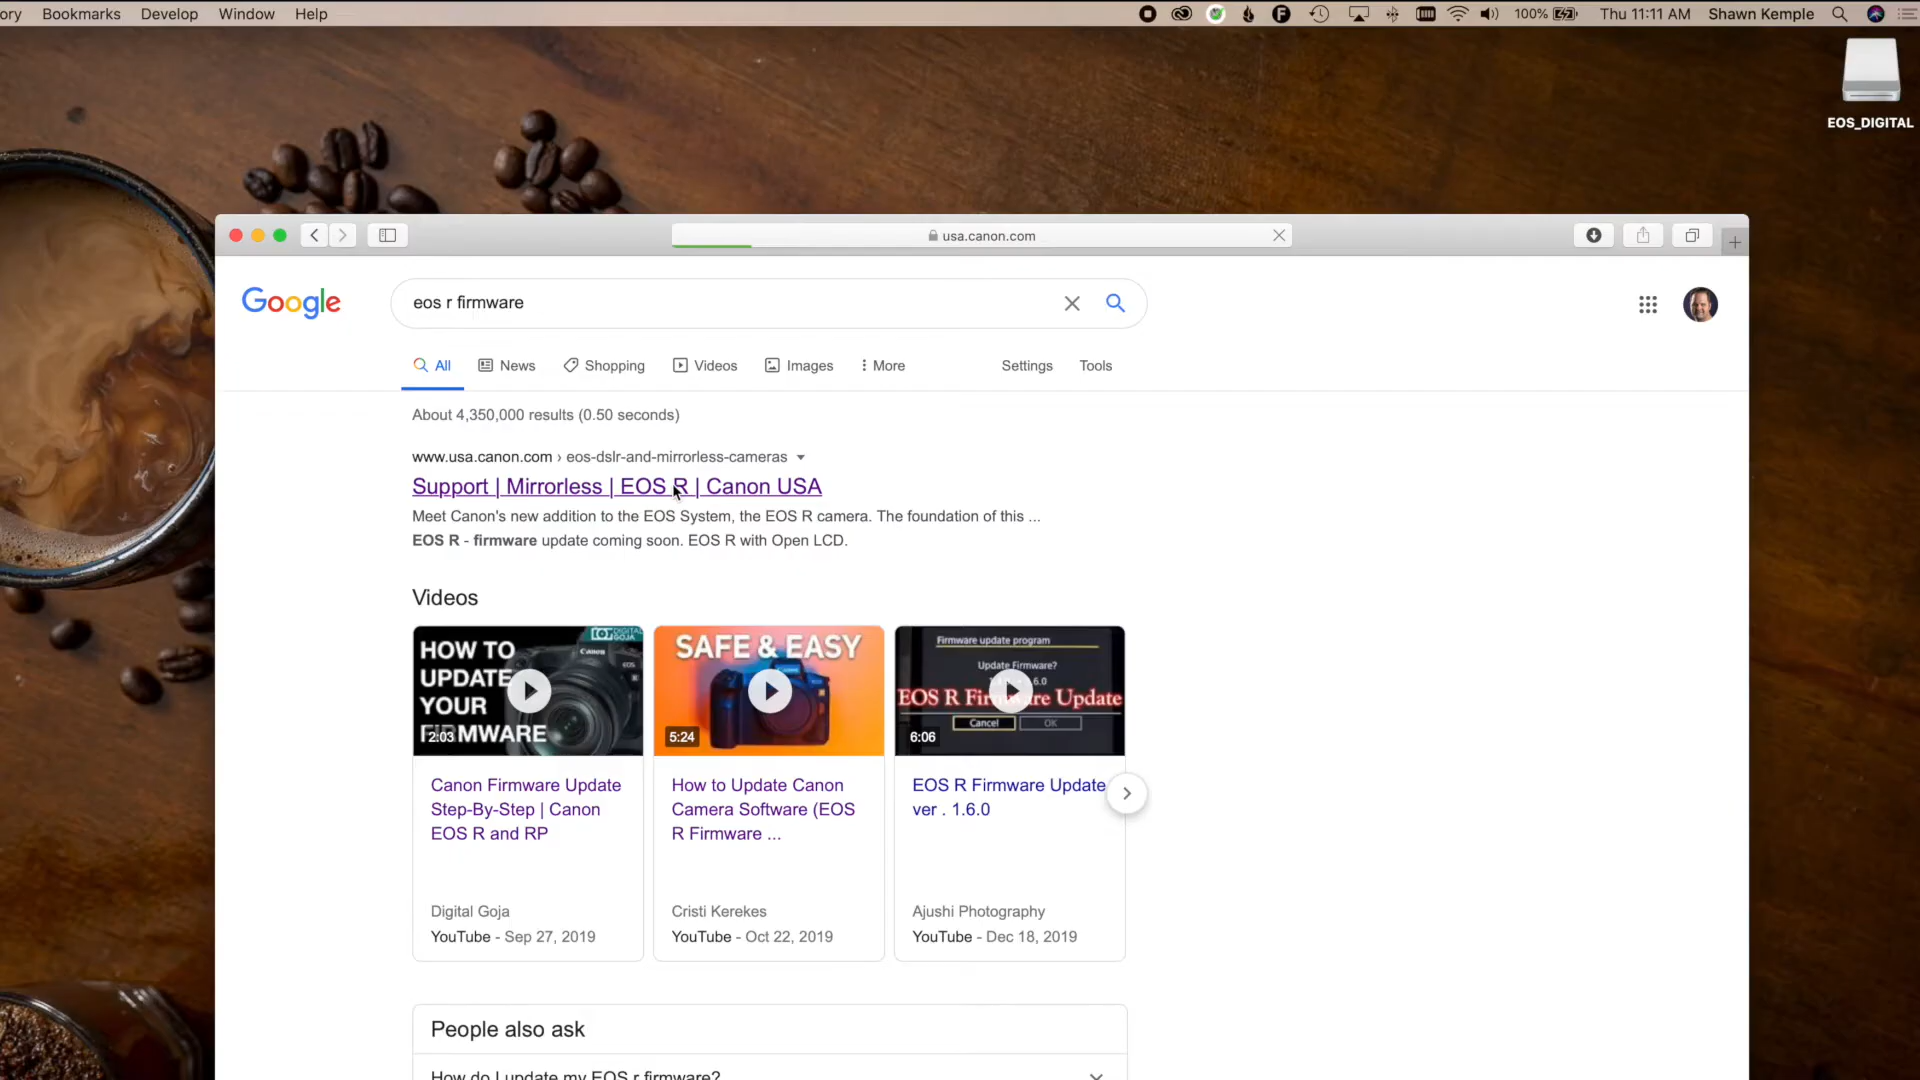 ory Bookmarks Develop Window Help 100% Thu 11:11 AM Shawn Kemple
EOS_DIGITAL
usa.canon.com
Google
eos r firmware
All News Shopping Videos Images More Settings Tools
About 4,350,000 results (0.50 seconds)
www.usa.canon.com › eos-dslr-and-mirrorless-cameras
Support | Mirrorless | EOS R | Canon USA
Meet Canon's new addition to the EOS System, the EOS R camera. The foundation of this ...
EOS R - firmware update coming soon. EOS R with Open LCD.
Videos
HOW TO
UPDATE
YOUR
FIRMWARE
DIGITAL
GOJA
Canon
EOS
R
2:03
SAFE & EASY
5:24
Firmware update program
Update Firmware?
EOS R Firmware Update
Cancel OK
6:06
Canon Firmware Update
Step-By-Step | Canon
EOS R and RP
Digital Goja
YouTube - Sep 27, 2019
How to Update Canon
Camera Software (EOS
R Firmware ...
Cristi Kerekes
YouTube - Oct 22, 2019
EOS R Firmware Update
ver . 1.6.0
Ajushi Photography
YouTube - Dec 18, 2019
People also ask
How do I update my EOS r firmware?